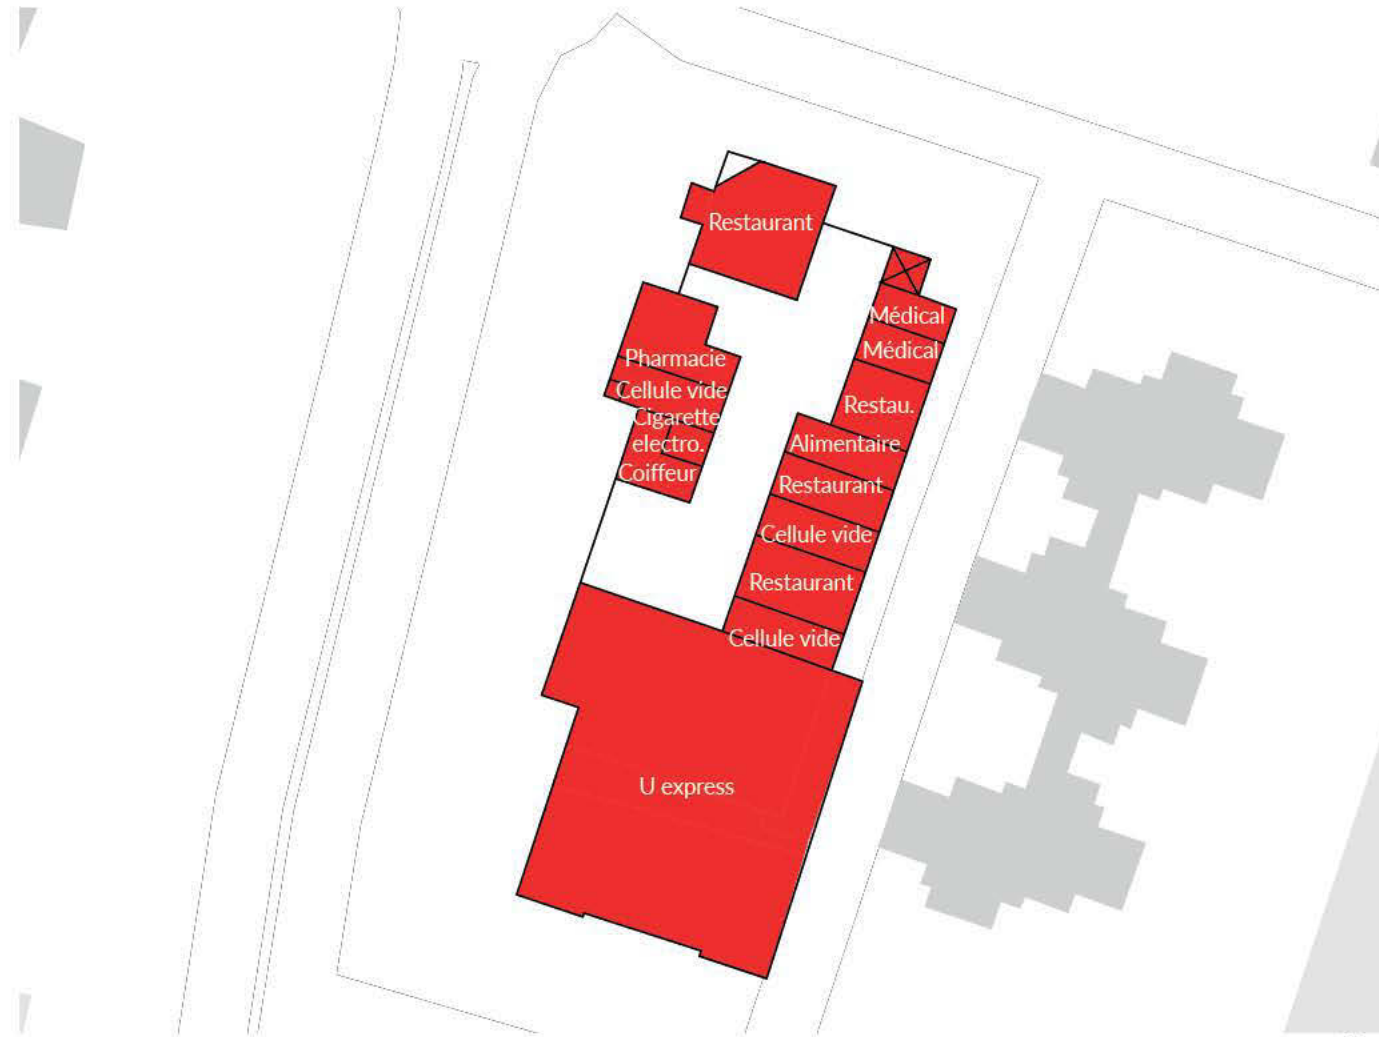 Restaurant
Médical
Médical
Pharmacie
Cellule vide
Restau.
Cigarette
electro.
Alimentaire
Coiffeur
Restaurant
Cellule vide
Restaurant
Cellule vide
U express